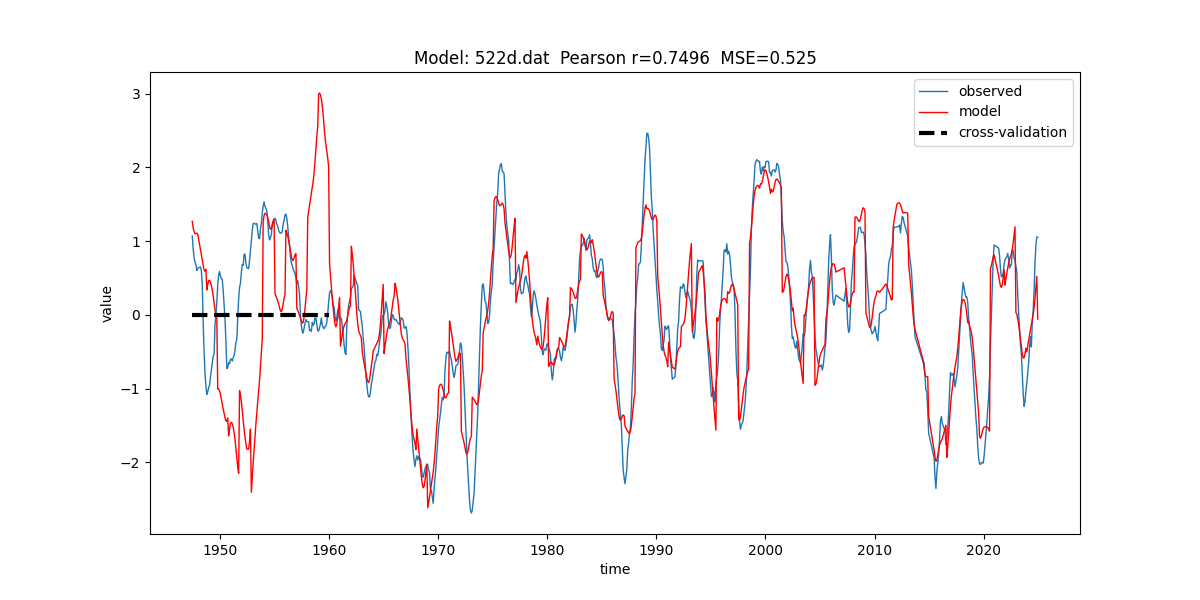 Model: 522d.dat  Pearson r=0.7496  MSE=0.525
observed
model
cross-validation
3
2
1
0
−1
−2
value
1950 1960 1970 1980 1990 2000 2010 2020
time